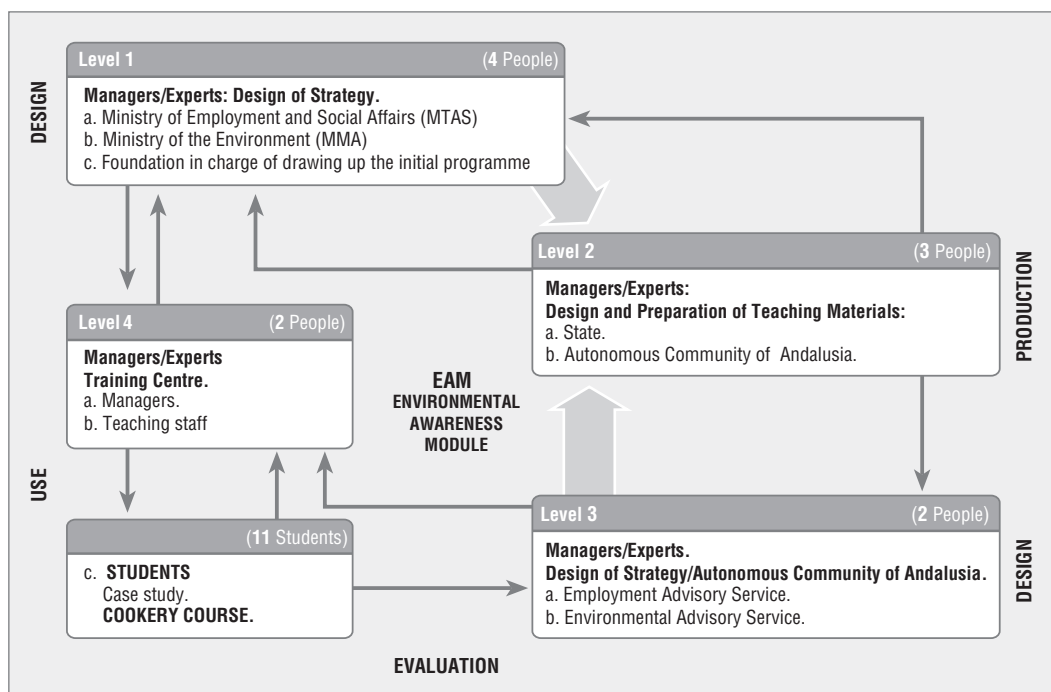 DESIGN
Level 1 (4 People)
Managers/Experts: Design of Strategy.
a. Ministry of Employment and Social Affairs (MTAS)
b. Ministry of the Environment (MMA)
c. Foundation in charge of drawing up the initial programme
Level 2 (3 People)
Managers/Experts:
Design and Preparation of Teaching Materials:
a. State.
b. Autonomous Community of Andalusia.
PRODUCTION
Level 4 (2 People)
Managers/Experts
Training Centre.
a. Managers.
b. Teaching staff
EAM
ENVIRONMENTAL
AWARENESS
MODULE
USE
(11 Students)
c. STUDENTS
Case study.
COOKERY COURSE.
Level 3 (2 People)
Managers/Experts.
Design of Strategy/Autonomous Community of Andalusia.
a. Employment Advisory Service.
b. Environmental Advisory Service.
DESIGN
EVALUATION